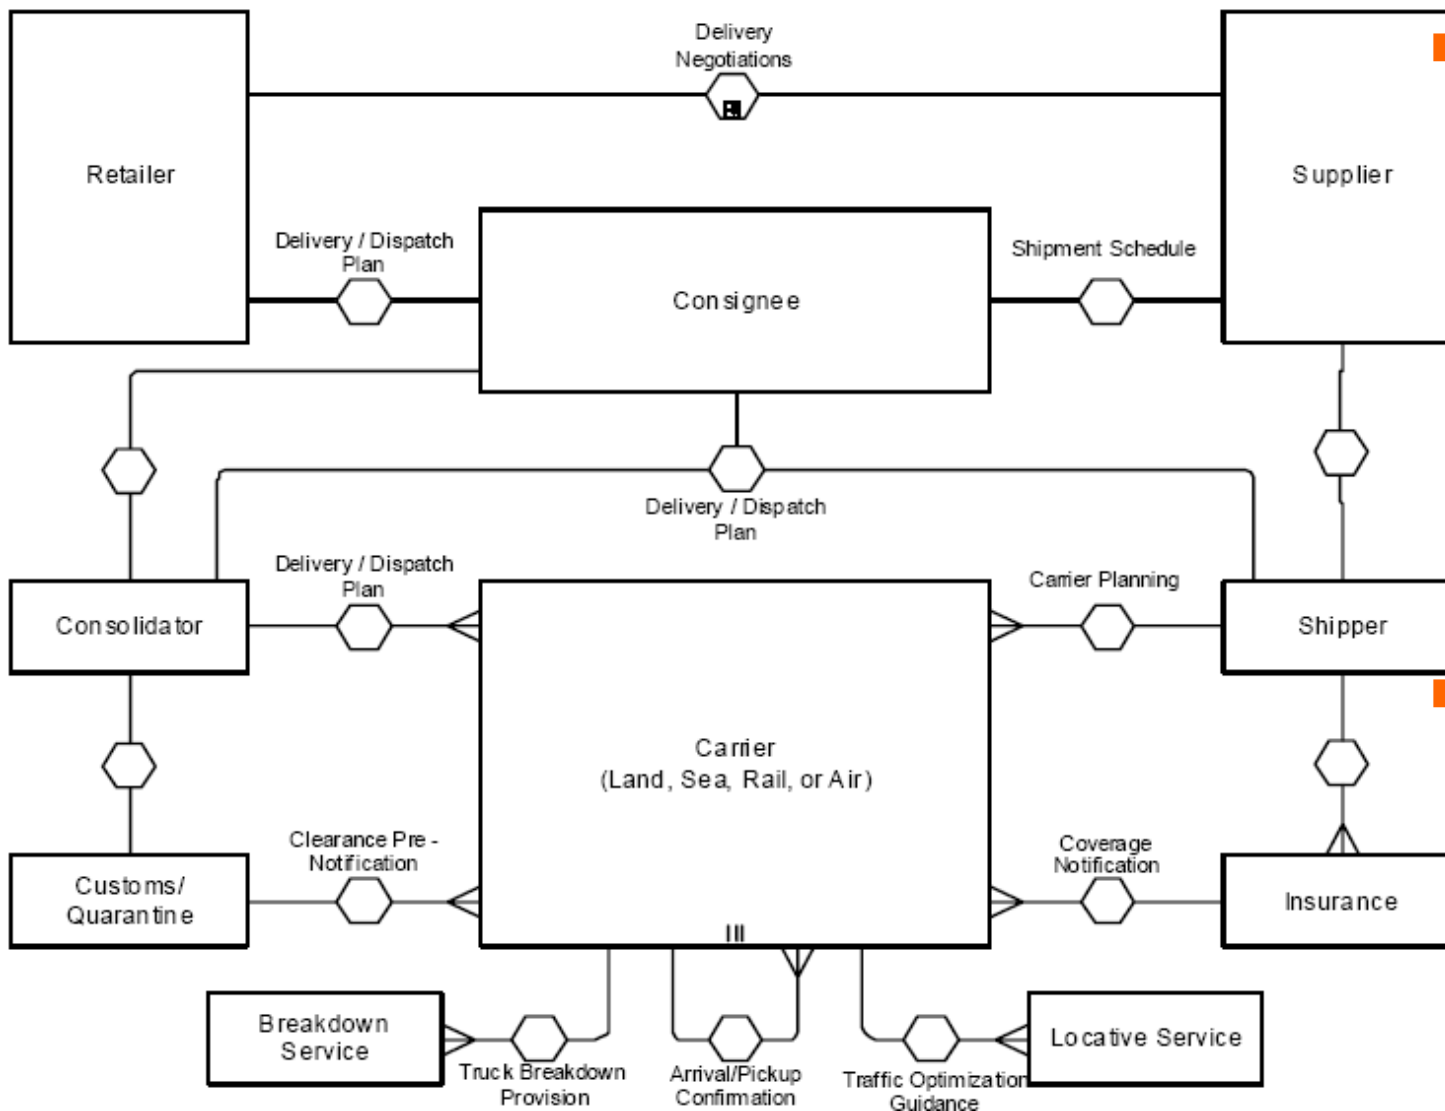 Delivery
Negotiations
Retailer
Supplier
Delivery / Dispatch
Plan
Consignee
Shipment Schedule
Delivery / Dispatch
Plan
Delivery / Dispatch
Plan
Carrier Planning
Consolidator
Shipper
Carrier
(Land, Sea, Rail, or Air)
Clearance Pre -
Notification
Coverage
Notification
Customs/
Quarantine
Insurance
Breakdown
Service
Locative Service
Truck Breakdown
Provision
Arrival/Pickup
Confirmation
Traffic Optimization
Guidance